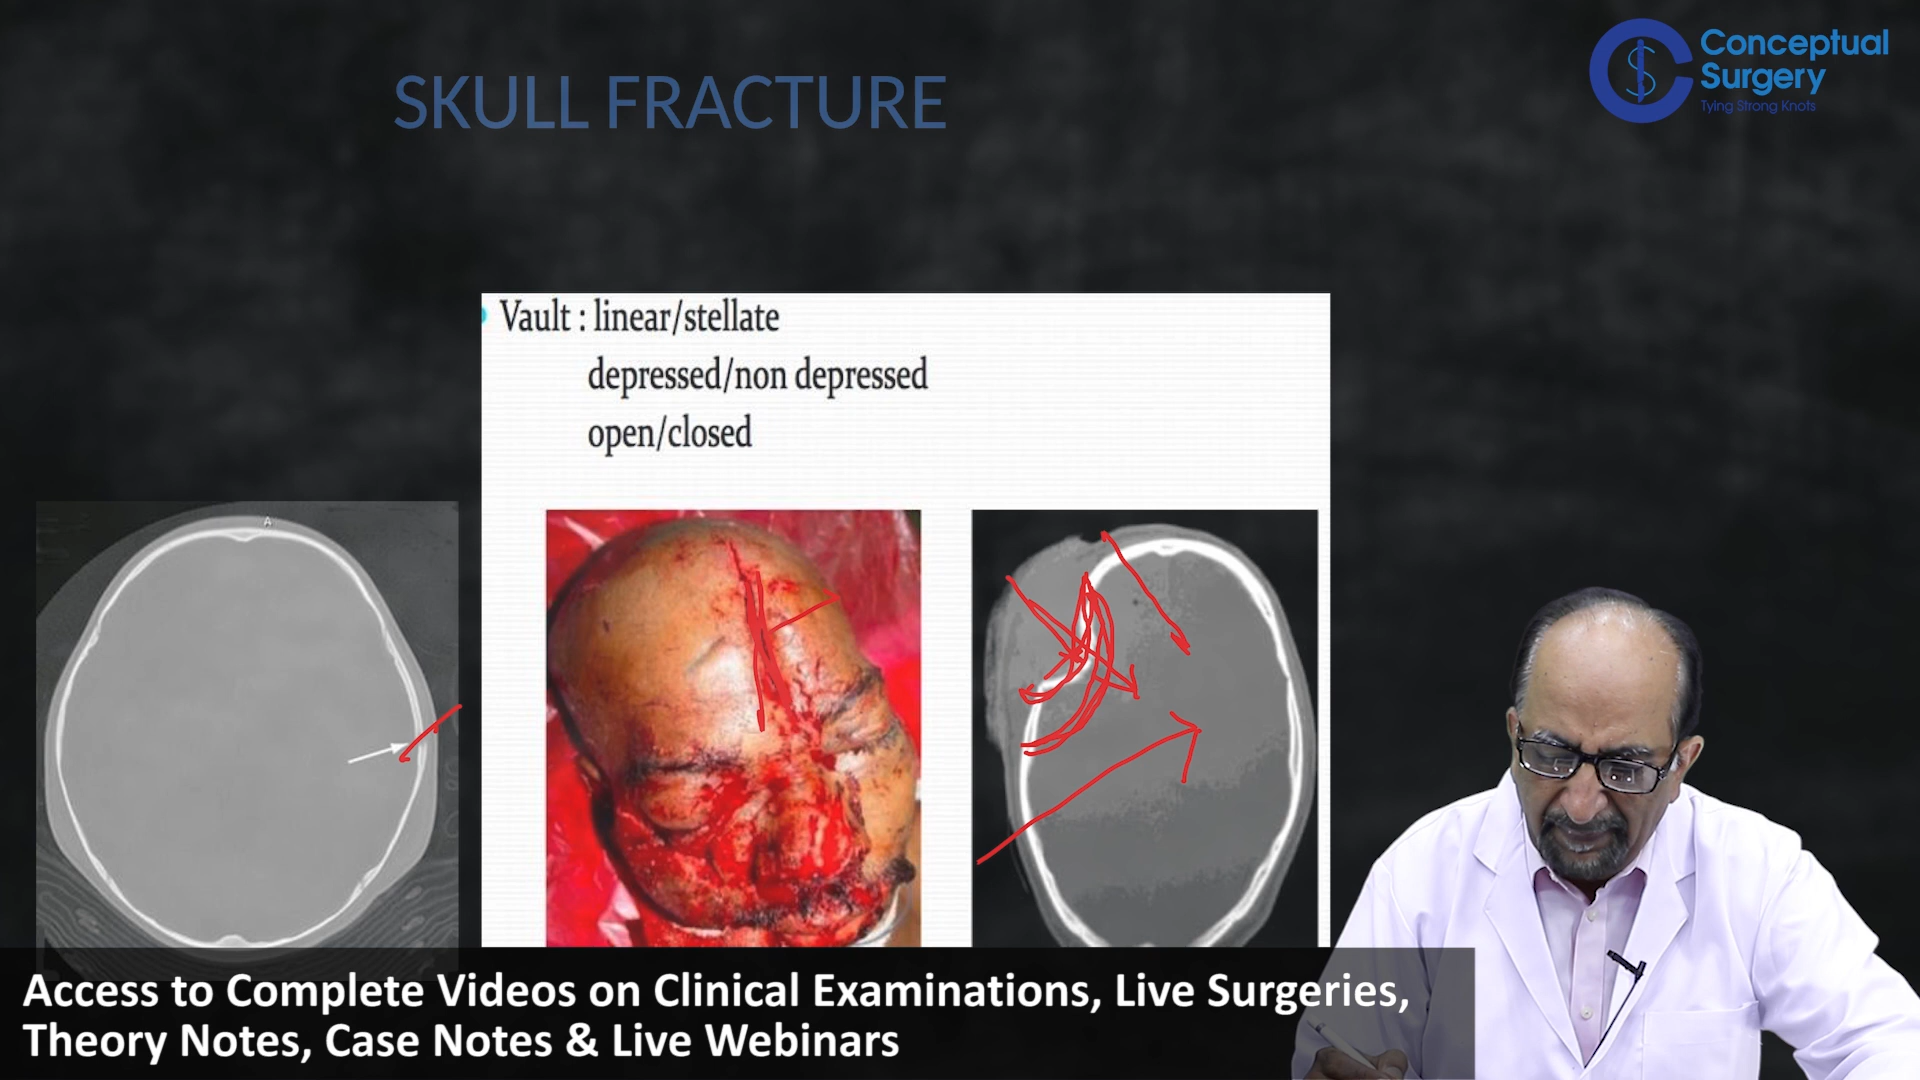 SKULL FRACTURE
Conceptual
Surgery
Tying Strong Knots
Vault : linear/stellate
depressed/non depressed
open/closed
A
Access to Complete Videos on Clinical Examinations, Live Surgeries,
Theory Notes, Case Notes & Live Webinars